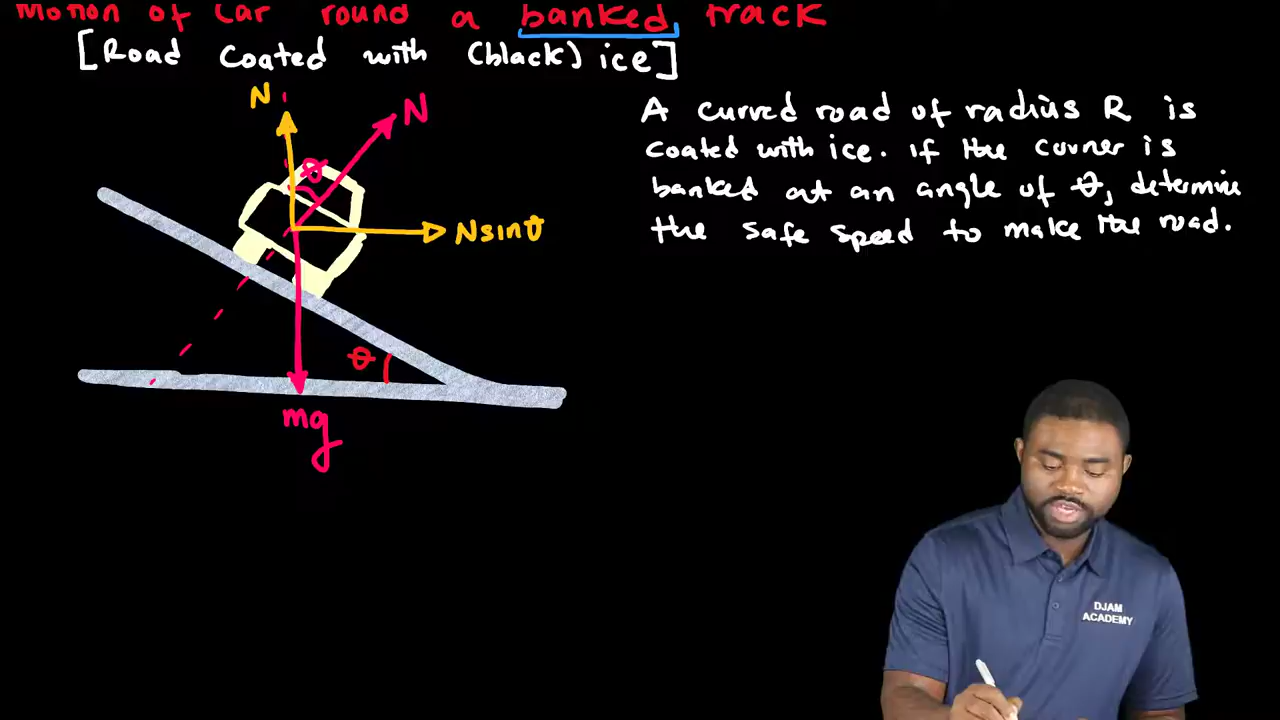 Motion of Car round a banked track
[Road Coated with (black) ice]
N
N
θ
N sinθ
θ
mg
A curved road of radius R is
coated with ice. If the corner is
banked at an angle of θ, determine
the safe speed to make the road.
DJAM
ACADEMY